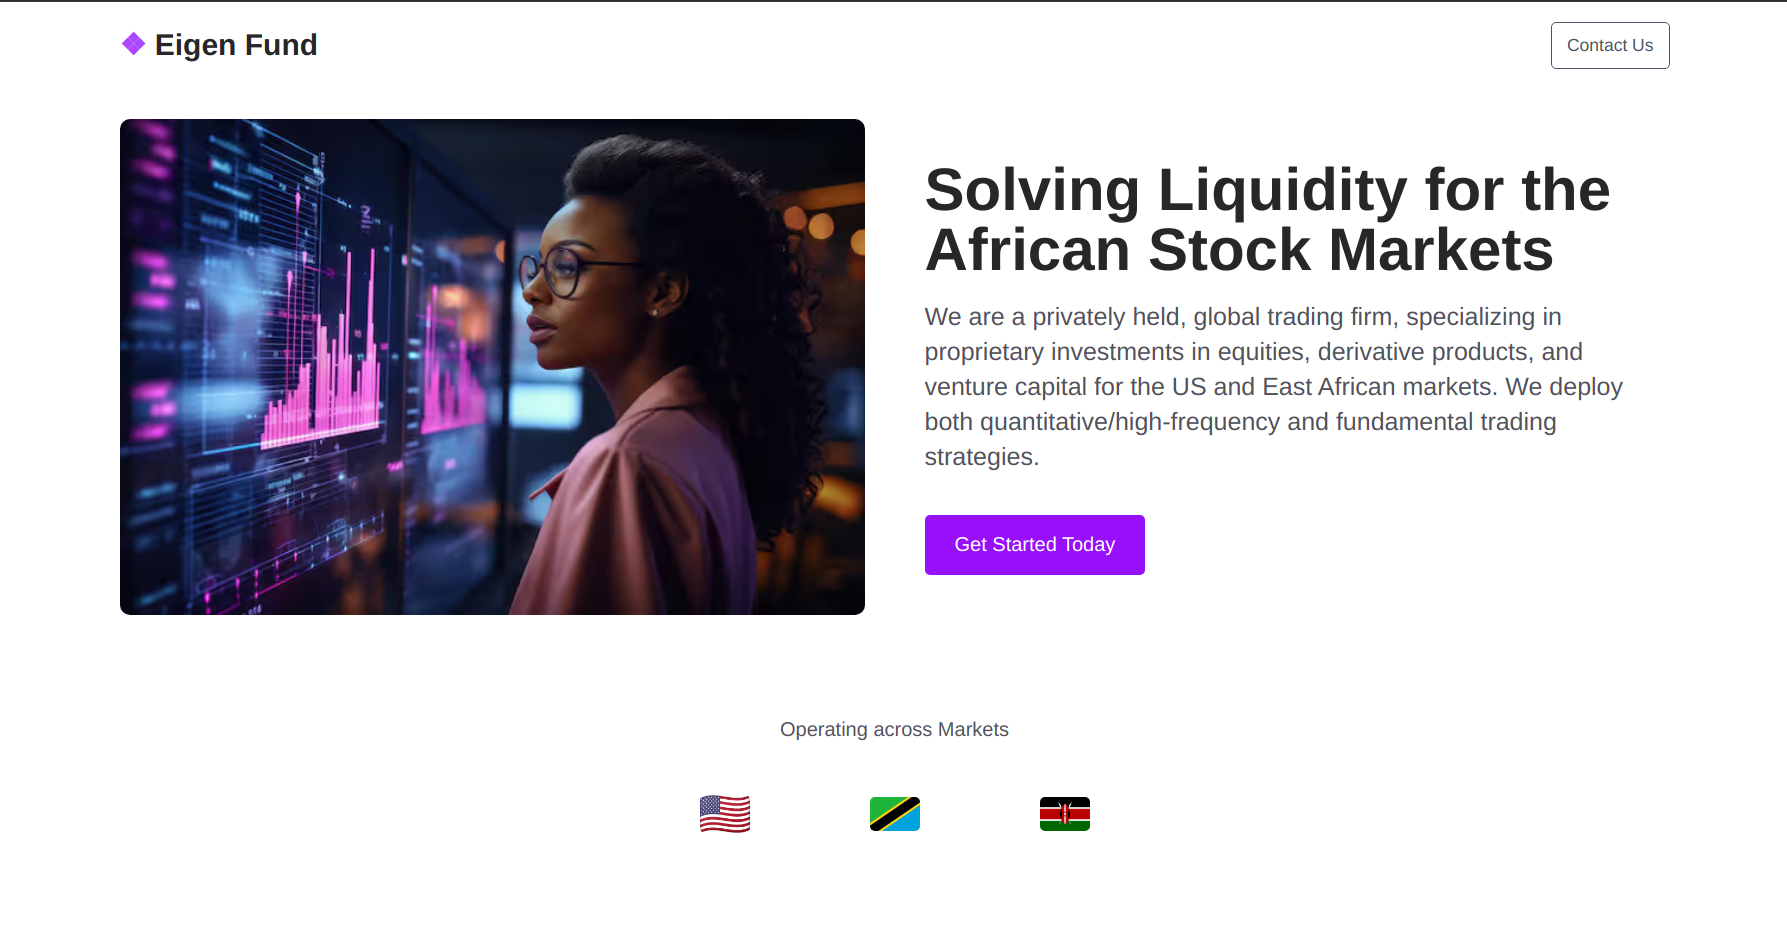 Eigen Fund
Contact Us
Solving Liquidity for the
African Stock Markets
We are a privately held, global trading firm, specializing in
proprietary investments in equities, derivative products, and
venture capital for the US and East African markets. We deploy
both quantitative/high-frequency and fundamental trading
strategies.
Get Started Today
Operating across Markets